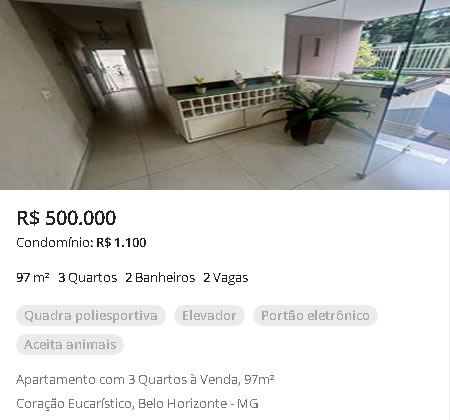 R$ 500.000
Condomínio: R$ 1.100
97 m² 3 Quartos 2 Banheiros 2 Vagas
Quadra poliesportiva Elevador Portão eletrônico
Aceita animais
Apartamento com 3 Quartos à Venda, 97m²
Coração Eucarístico, Belo Horizonte - MG